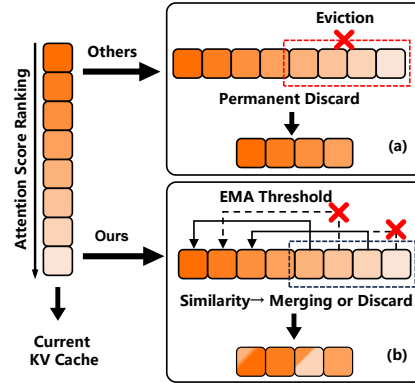 Attention Score Ranking
Current
KV Cache
Others
Ours
Eviction
Permanent Discard
(a)
EMA Threshold
Similarity→ Merging or Discard
(b)